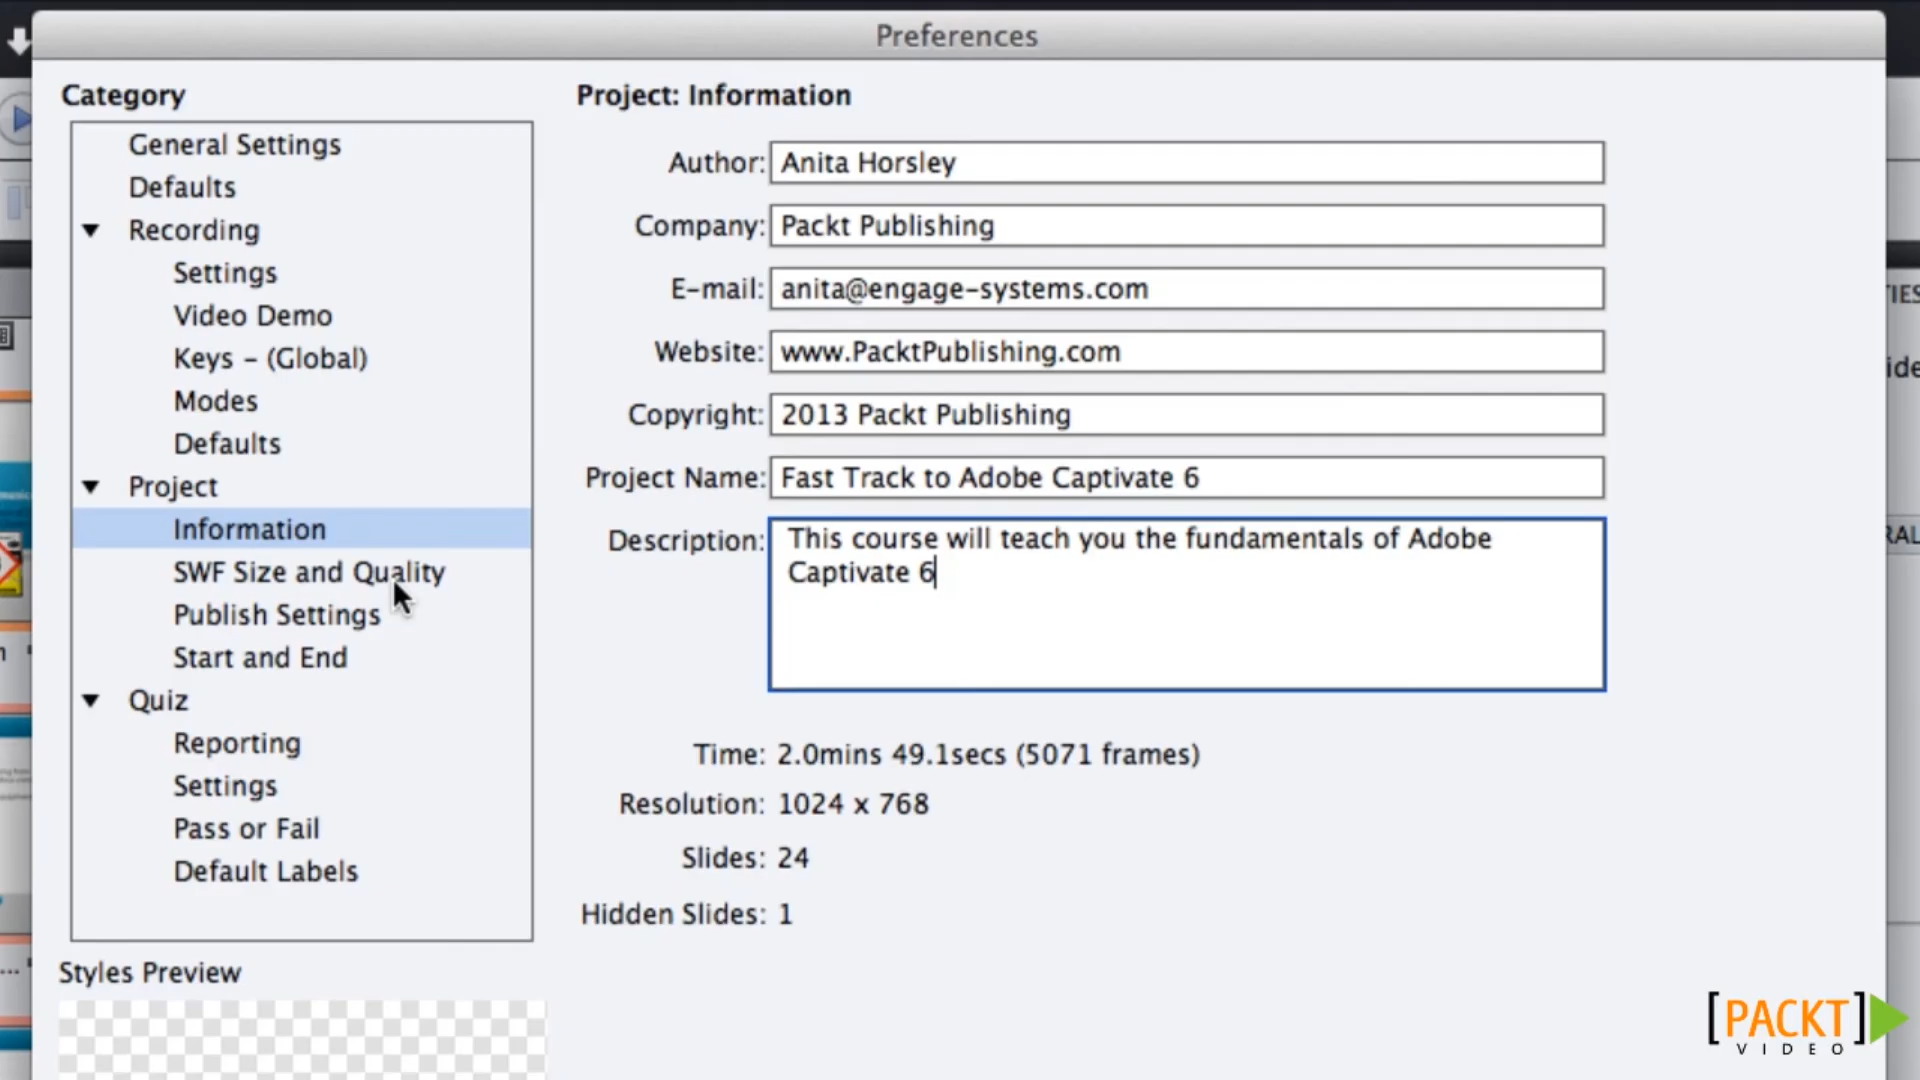 Preferences
Category
General Settings
Defaults
Recording
Settings
Video Demo
Keys - (Global)
Modes
Defaults
Project
Information
SWF Size and Quality
Publish Settings
Start and End
Quiz
Reporting
Settings
Pass or Fail
Default Labels
Styles Preview
Project: Information
Author: Anita Horsley
Company: Packt Publishing
E-mail: anita@engage-systems.com
Website: www.PacktPublishing.com
Copyright: 2013 Packt Publishing
Project Name: Fast Track to Adobe Captivate 6
Description: This course will teach you the fundamentals of Adobe
Captivate 6
Time: 2.0mins 49.1secs (5071 frames)
Resolution: 1024 x 768
Slides: 24
Hidden Slides: 1
[PACKT]
VIDEO